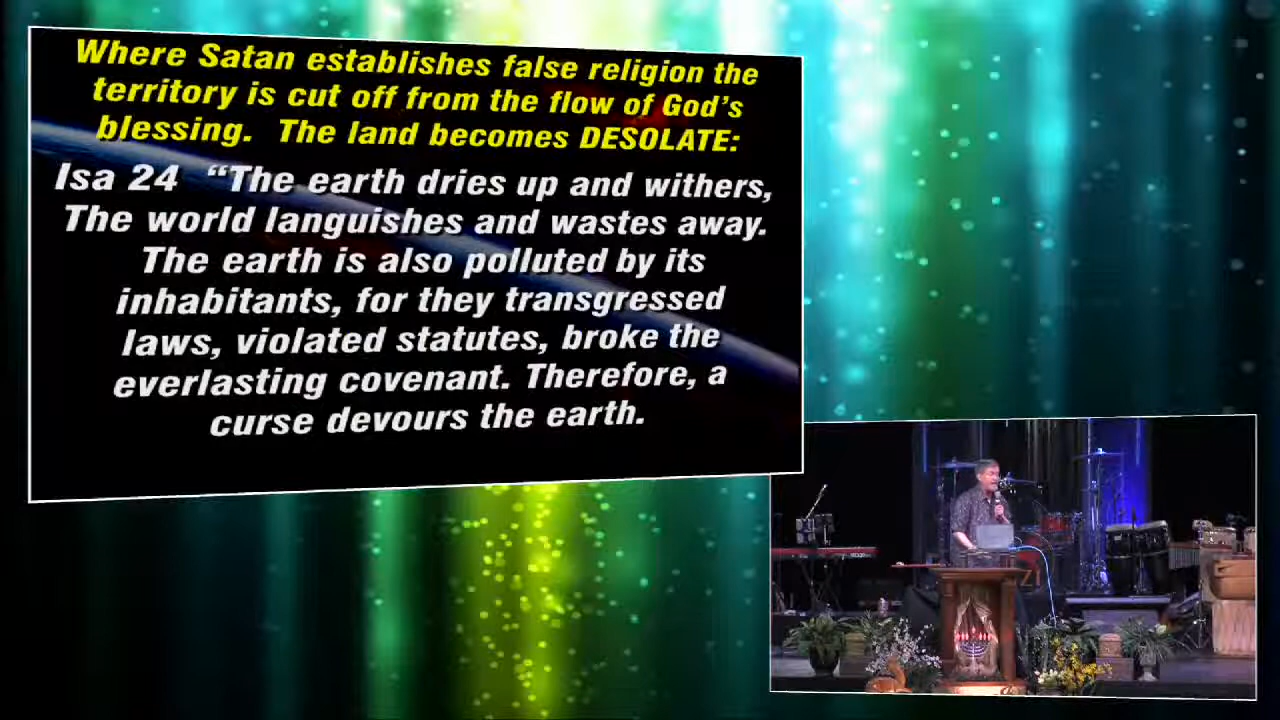 Where Satan establishes false religion the
territory is cut off from the flow of God's
blessing.  The land becomes DESOLATE:
Isa 24  “The earth dries up and withers,
The world languishes and wastes away.
The earth is also polluted by its
inhabitants, for they transgressed
laws, violated statutes, broke the
everlasting covenant. Therefore, a
curse devours the earth.